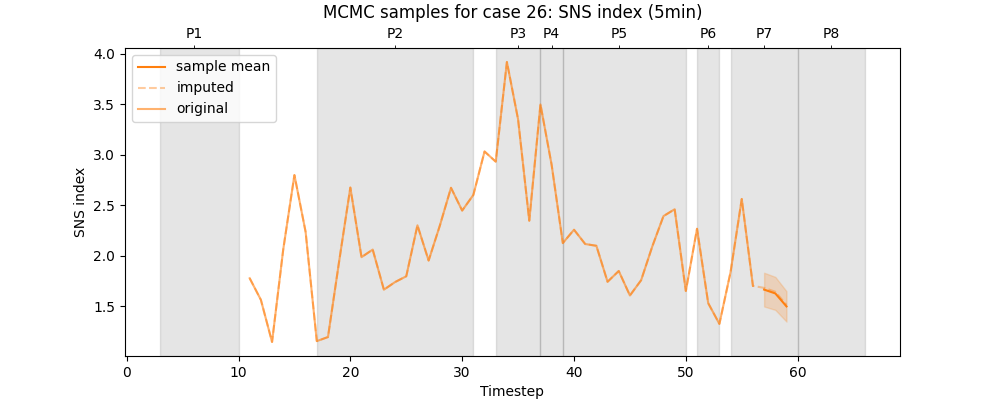 MCMC samples for case 26: SNS index (5min)
P1 P2 P3 P4 P5 P6 P7 P8
4.0
3.5
3.0
2.5
2.0
1.5
SNS index
sample mean
imputed
original
0 10 20 30 40 50 60
Timestep